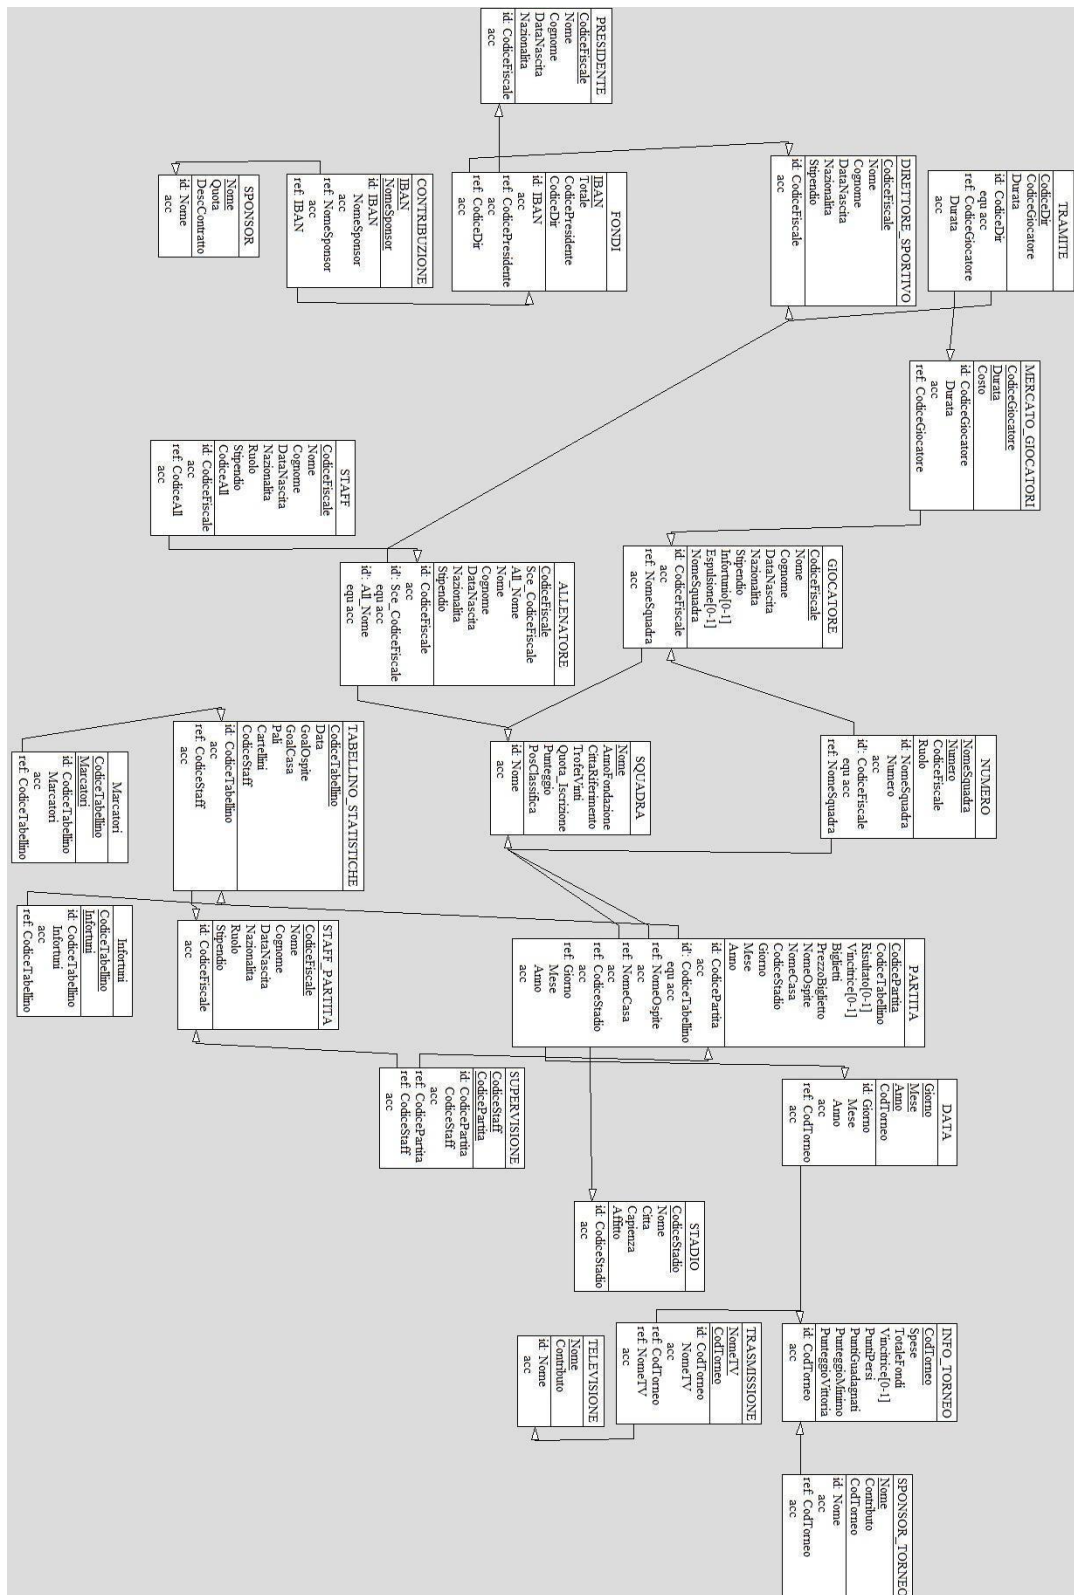 PRESIDENTE
CodiceFiscale
Nome
Cognome
DataNascita
Nazionalita
id: CodiceFiscale
acc
DIRETTORE_SPORTIVO
CodiceFiscale
Nome
Cognome
DataNascita
Nazionalita
Stipendio
id: CodiceFiscale
acc
TRAMITE
CodiceDir
CodiceGiocatore
Durata
id: CodiceDir
equ acc
ref: CodiceGiocatore
Durata
acc
SPONSOR
Nome
Quota
DescContratto
id: Nome
acc
CONTRIBUZIONE
IBAN
NomeSponsor
id: IBAN
NomeSponsor
acc
ref: NomeSponsor
acc
ref: IBAN
FONDI
IBAN
Totale
CodicePresidente
CodiceDir
id: IBAN
acc
ref: CodicePresidente
acc
ref: CodiceDir
acc
MERCATO_GIOCATORI
CodiceGiocatore
Durata
Costo
id: CodiceGiocatore
Durata
acc
ref: CodiceGiocatore
STAFF
CodiceFiscale
Nome
Cognome
DataNascita
Nazionalita
Ruolo
Stipendio
CodiceAll
id: CodiceFiscale
acc
ref: CodiceAll
acc
ALLENATORE
CodiceFiscale
Sce_CodiceFiscale
All_Nome
Nome
Cognome
DataNascita
Nazionalita
Stipendio
id: CodiceFiscale
acc
id': Sce_CodiceFiscale
equ acc
id': All_Nome
equ acc
GIOCATORE
CodiceFiscale
Nome
Cognome
DataNascita
Nazionalita
Stipendio
Infortunio[0-1]
Espulsione[0-1]
NomeSquadra
id: CodiceFiscale
acc
ref: NomeSquadra
acc
Marcatori
CodiceTabellino
Marcatori
id: CodiceTabellino
Marcatori
acc
ref: CodiceTabellino
TABELLINO_STATISTICHE
CodiceTabellino
Data
GoalOspite
GoalCasa
Pali
Cartellini
CodiceStaff
id: CodiceTabellino
acc
ref: CodiceStaff
acc
SQUADRA
Nome
AnnoFondazione
CittaRiferimento
TrofeiVinti
Quota_Iscrizione
Punteggio
PosClassifica
id: Nome
acc
NUMERO
NomeSquadra
Numero
CodiceFiscale
Ruolo
id: NomeSquadra
Numero
acc
id': CodiceFiscale
equ acc
ref: NomeSquadra
Infortuni
CodiceTabellino
Infortuni
id: CodiceTabellino
Infortuni
acc
ref: CodiceTabellino
STAFF_PARTITA
CodiceFiscale
Nome
Cognome
DataNascita
Nazionalita
Ruolo
Stipendio
id: CodiceFiscale
acc
PARTITA
CodicePartita
CodiceTabellino
Risultato[0-1]
Vincitrice[0-1]
Biglietti
PrezzoBiglietto
NomeOspite
NomeCasa
CodiceStadio
Giorno
Mese
Anno
id: CodicePartita
acc
id': CodiceTabellino
equ acc
ref: NomeOspite
acc
ref: NomeCasa
acc
ref: CodiceStadio
acc
ref: Giorno
Mese
Anno
acc
SUPERVISIONE
CodiceStaff
CodicePartita
id: CodicePartita
CodiceStaff
acc
ref: CodicePartita
ref: CodiceStaff
acc
DATA
Giorno
Mese
Anno
CodTorneo
id: Giorno
Mese
Anno
acc
ref: CodTorneo
acc
STADIO
CodiceStadio
Nome
Citta
Capienza
Affitto
id: CodiceStadio
acc
TELEVISIONE
Nome
Contributo
id: Nome
acc
TRASMISSIONE
NomeTV
CodTorneo
id: CodTorneo
NomeTV
acc
ref: CodTorneo
ref: NomeTV
acc
INFO_TORNEO
CodTorneo
Spese
TotaleFondi
Vincitrice[0-1]
PuntiPersi
PuntiGuadagnati
PunteggioMinimo
PunteggioVittoria
id: CodTorneo
acc
SPONSOR_TORNEO
Nome
Contributo
CodTorneo
id: Nome
acc
ref: CodTorneo
acc